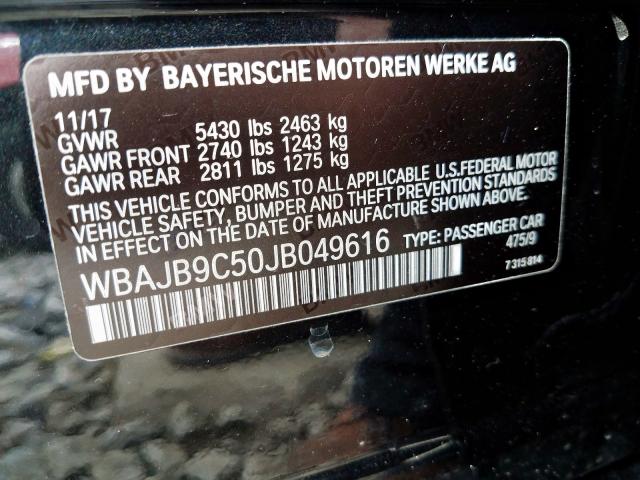 MFD BY BAYERISCHE MOTOREN WERKE AG
11/17
GVWR 5430 lbs 2463 kg
GAWR FRONT 2740 lbs 1243 kg
GAWR REAR 2811 lbs 1275 kg
THIS VEHICLE CONFORMS TO ALL APPLICABLE U.S.FEDERAL MOTOR
VEHICLE SAFETY, BUMPER AND THEFT PREVENTION STANDARDS
IN EFFECT ON THE DATE OF MANUFACTURE SHOWN ABOVE.
WBAJB9C50JB049616 TYPE: PASSENGER CAR
475/9
7 315 814